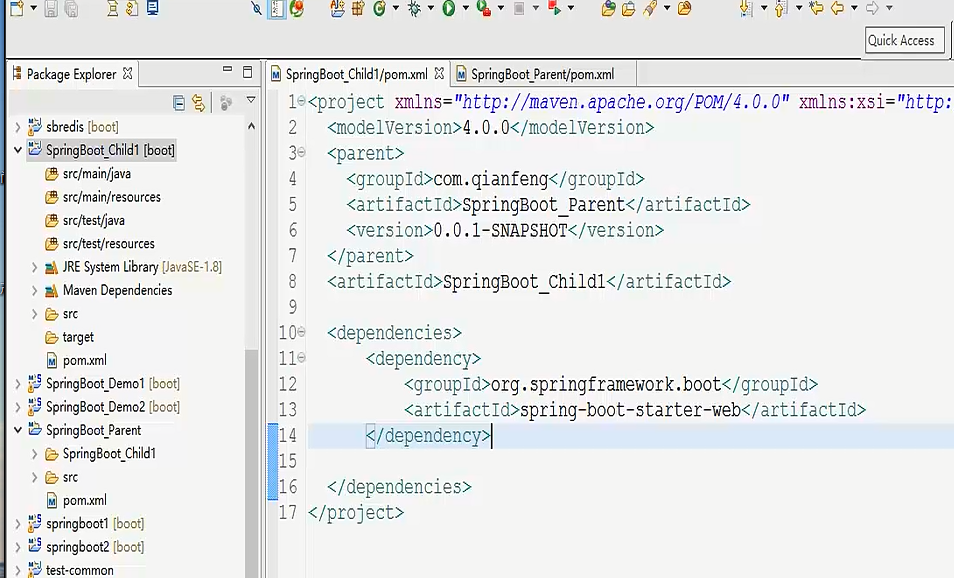 Quick Access
Package Explorer
sbredis [boot]
SpringBoot_Child1 [boot]
src/main/java
src/main/resources
src/test/java
src/test/resources
JRE System Library [JavaSE-1.8]
Maven Dependencies
src
target
pom.xml
SpringBoot_Demo1 [boot]
SpringBoot_Demo2 [boot]
SpringBoot_Parent
SpringBoot_Child1
src
pom.xml
springboot1 [boot]
springboot2 [boot]
test-common
SpringBoot_Child1/pom.xml
SpringBoot_Parent/pom.xml
1 <project xmlns="http://maven.apache.org/POM/4.0.0" xmlns:xsi="http:
2 <modelVersion>4.0.0</modelVersion>
3 <parent>
4 <groupId>com.qianfeng</groupId>
5 <artifactId>SpringBoot_Parent</artifactId>
6 <version>0.0.1-SNAPSHOT</version>
7 </parent>
8 <artifactId>SpringBoot_Child1</artifactId>
9
10 <dependencies>
11 <dependency>
12 <groupId>org.springframework.boot</groupId>
13 <artifactId>spring-boot-starter-web</artifactId>
14 </dependency>
15
16 </dependencies>
17 </project>